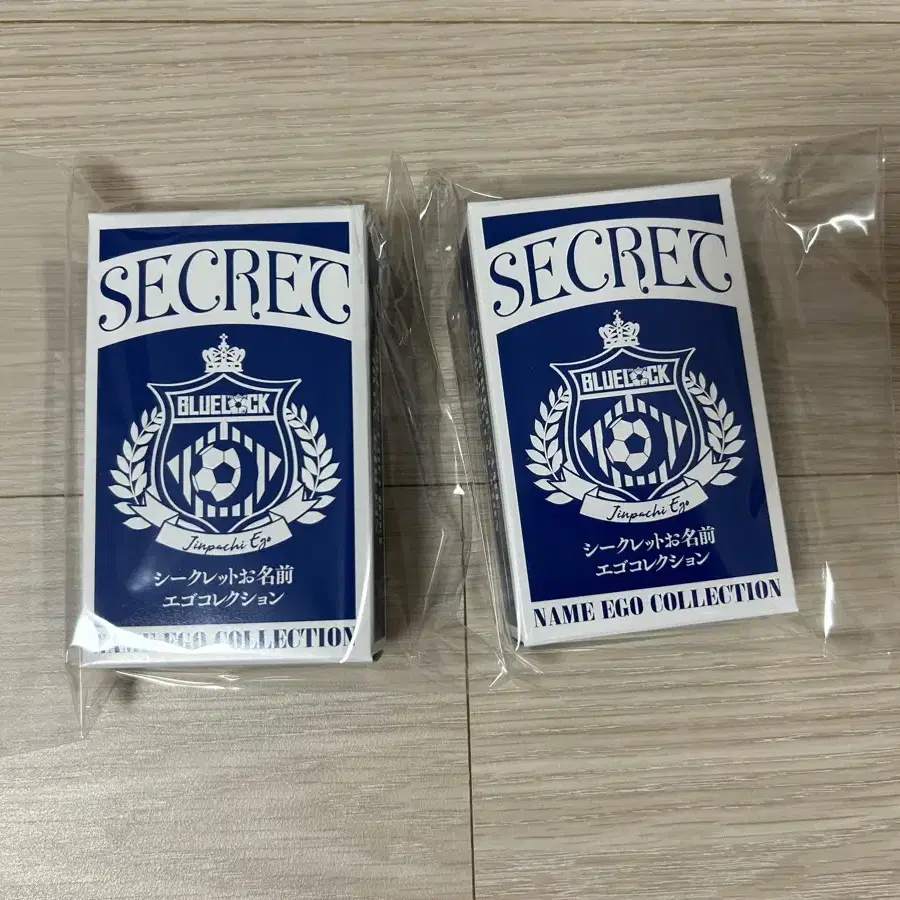 SECRET
BLUELOCK
Jinpachi Ego
シークレットお名前
エゴコレクション
NAME EGO COLLECTION
SECRET
BLUELOCK
Jinpachi Ego
シークレットお名前
エゴコレクション
NAME EGO COLLECTION